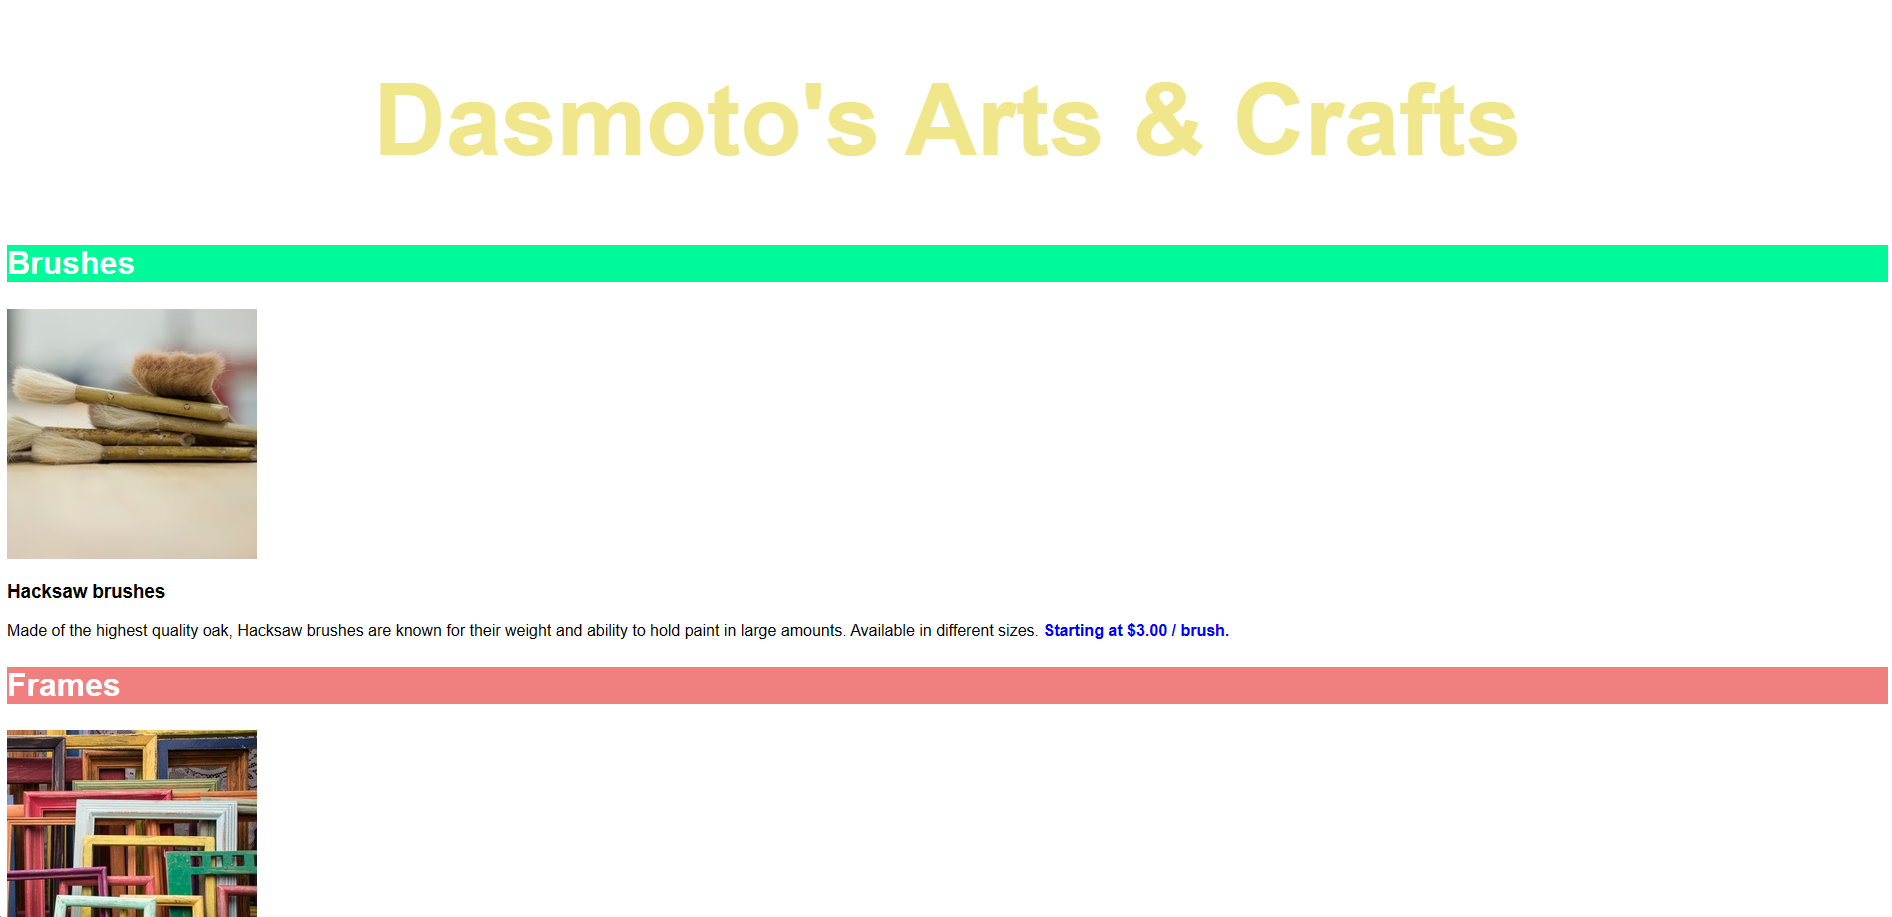 Dasmoto's Arts & Crafts
Brushes
Hacksaw brushes
Made of the highest quality oak, Hacksaw brushes are known for their weight and ability to hold paint in large amounts. Available in different sizes. Starting at $3.00 / brush.
Frames